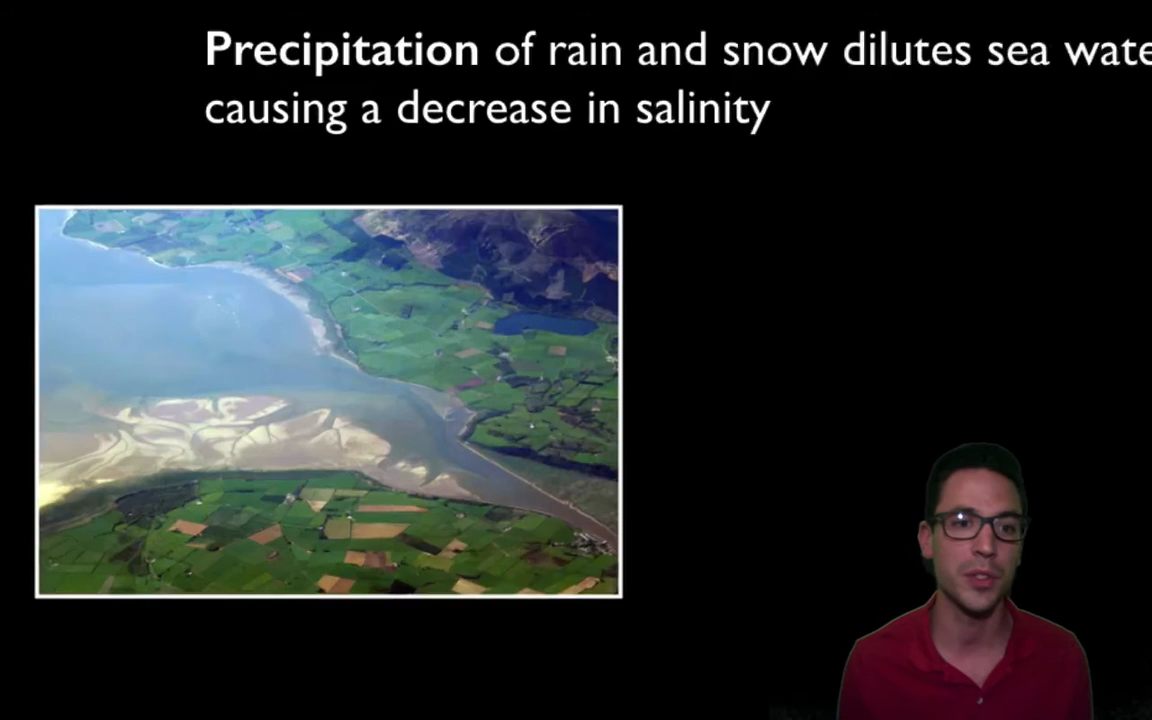 Precipitation of rain and snow dilutes sea wate
causing a decrease in salinity